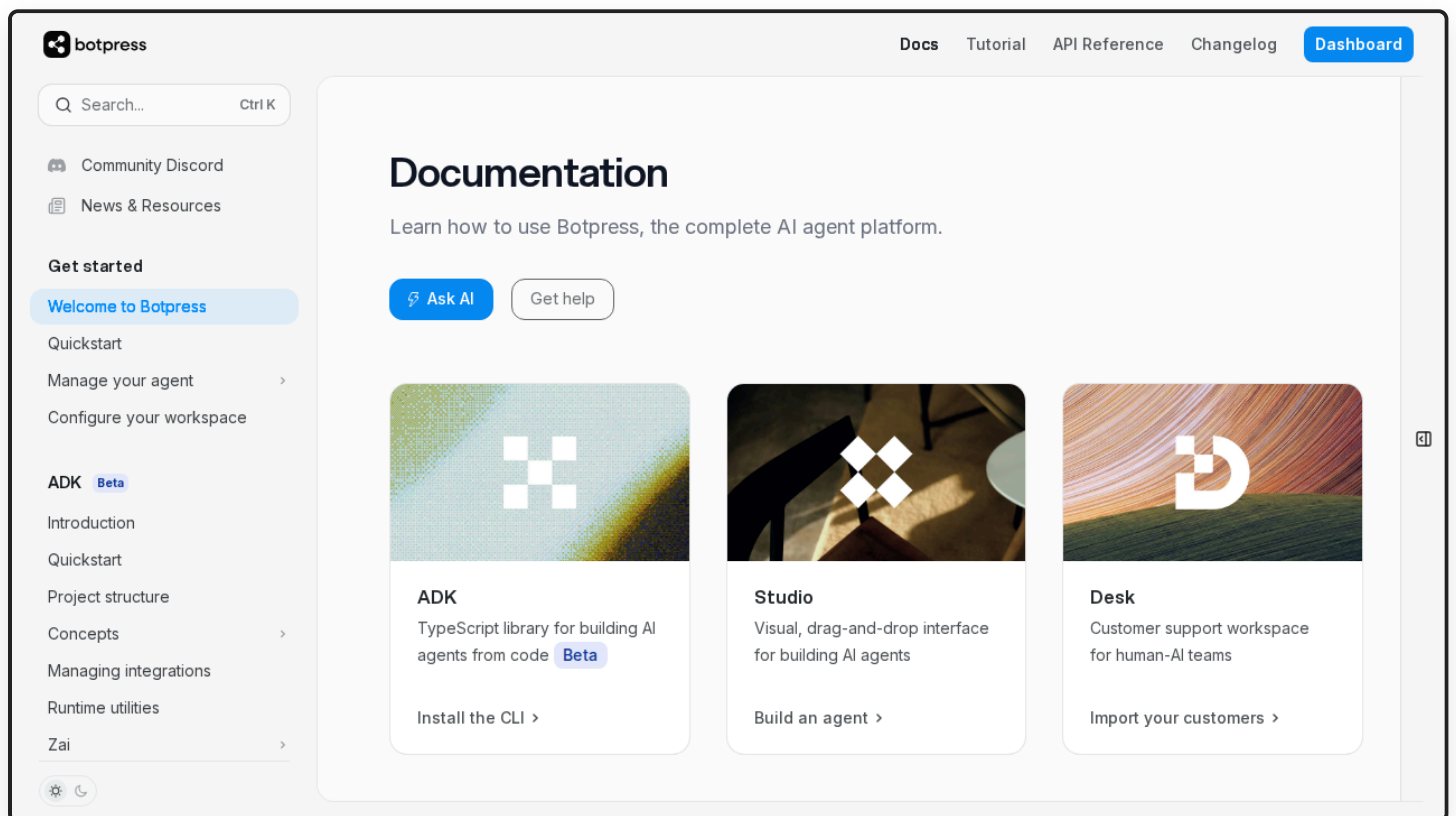 botpress
Docs
Tutorial
API Reference
Changelog
Dashboard
Search...
Ctrl K
Community Discord
News & Resources
Get started
Welcome to Botpress
Quickstart
Manage your agent
Configure your workspace
ADK Beta
Introduction
Quickstart
Project structure
Concepts
Managing integrations
Runtime utilities
Zai
Documentation
Learn how to use Botpress, the complete AI agent platform.
Ask AI
Get help
ADK
TypeScript library for building AI
agents from code Beta
Install the CLI
Studio
Visual, drag-and-drop interface
for building AI agents
Build an agent
Desk
Customer support workspace
for human-AI teams
Import your customers